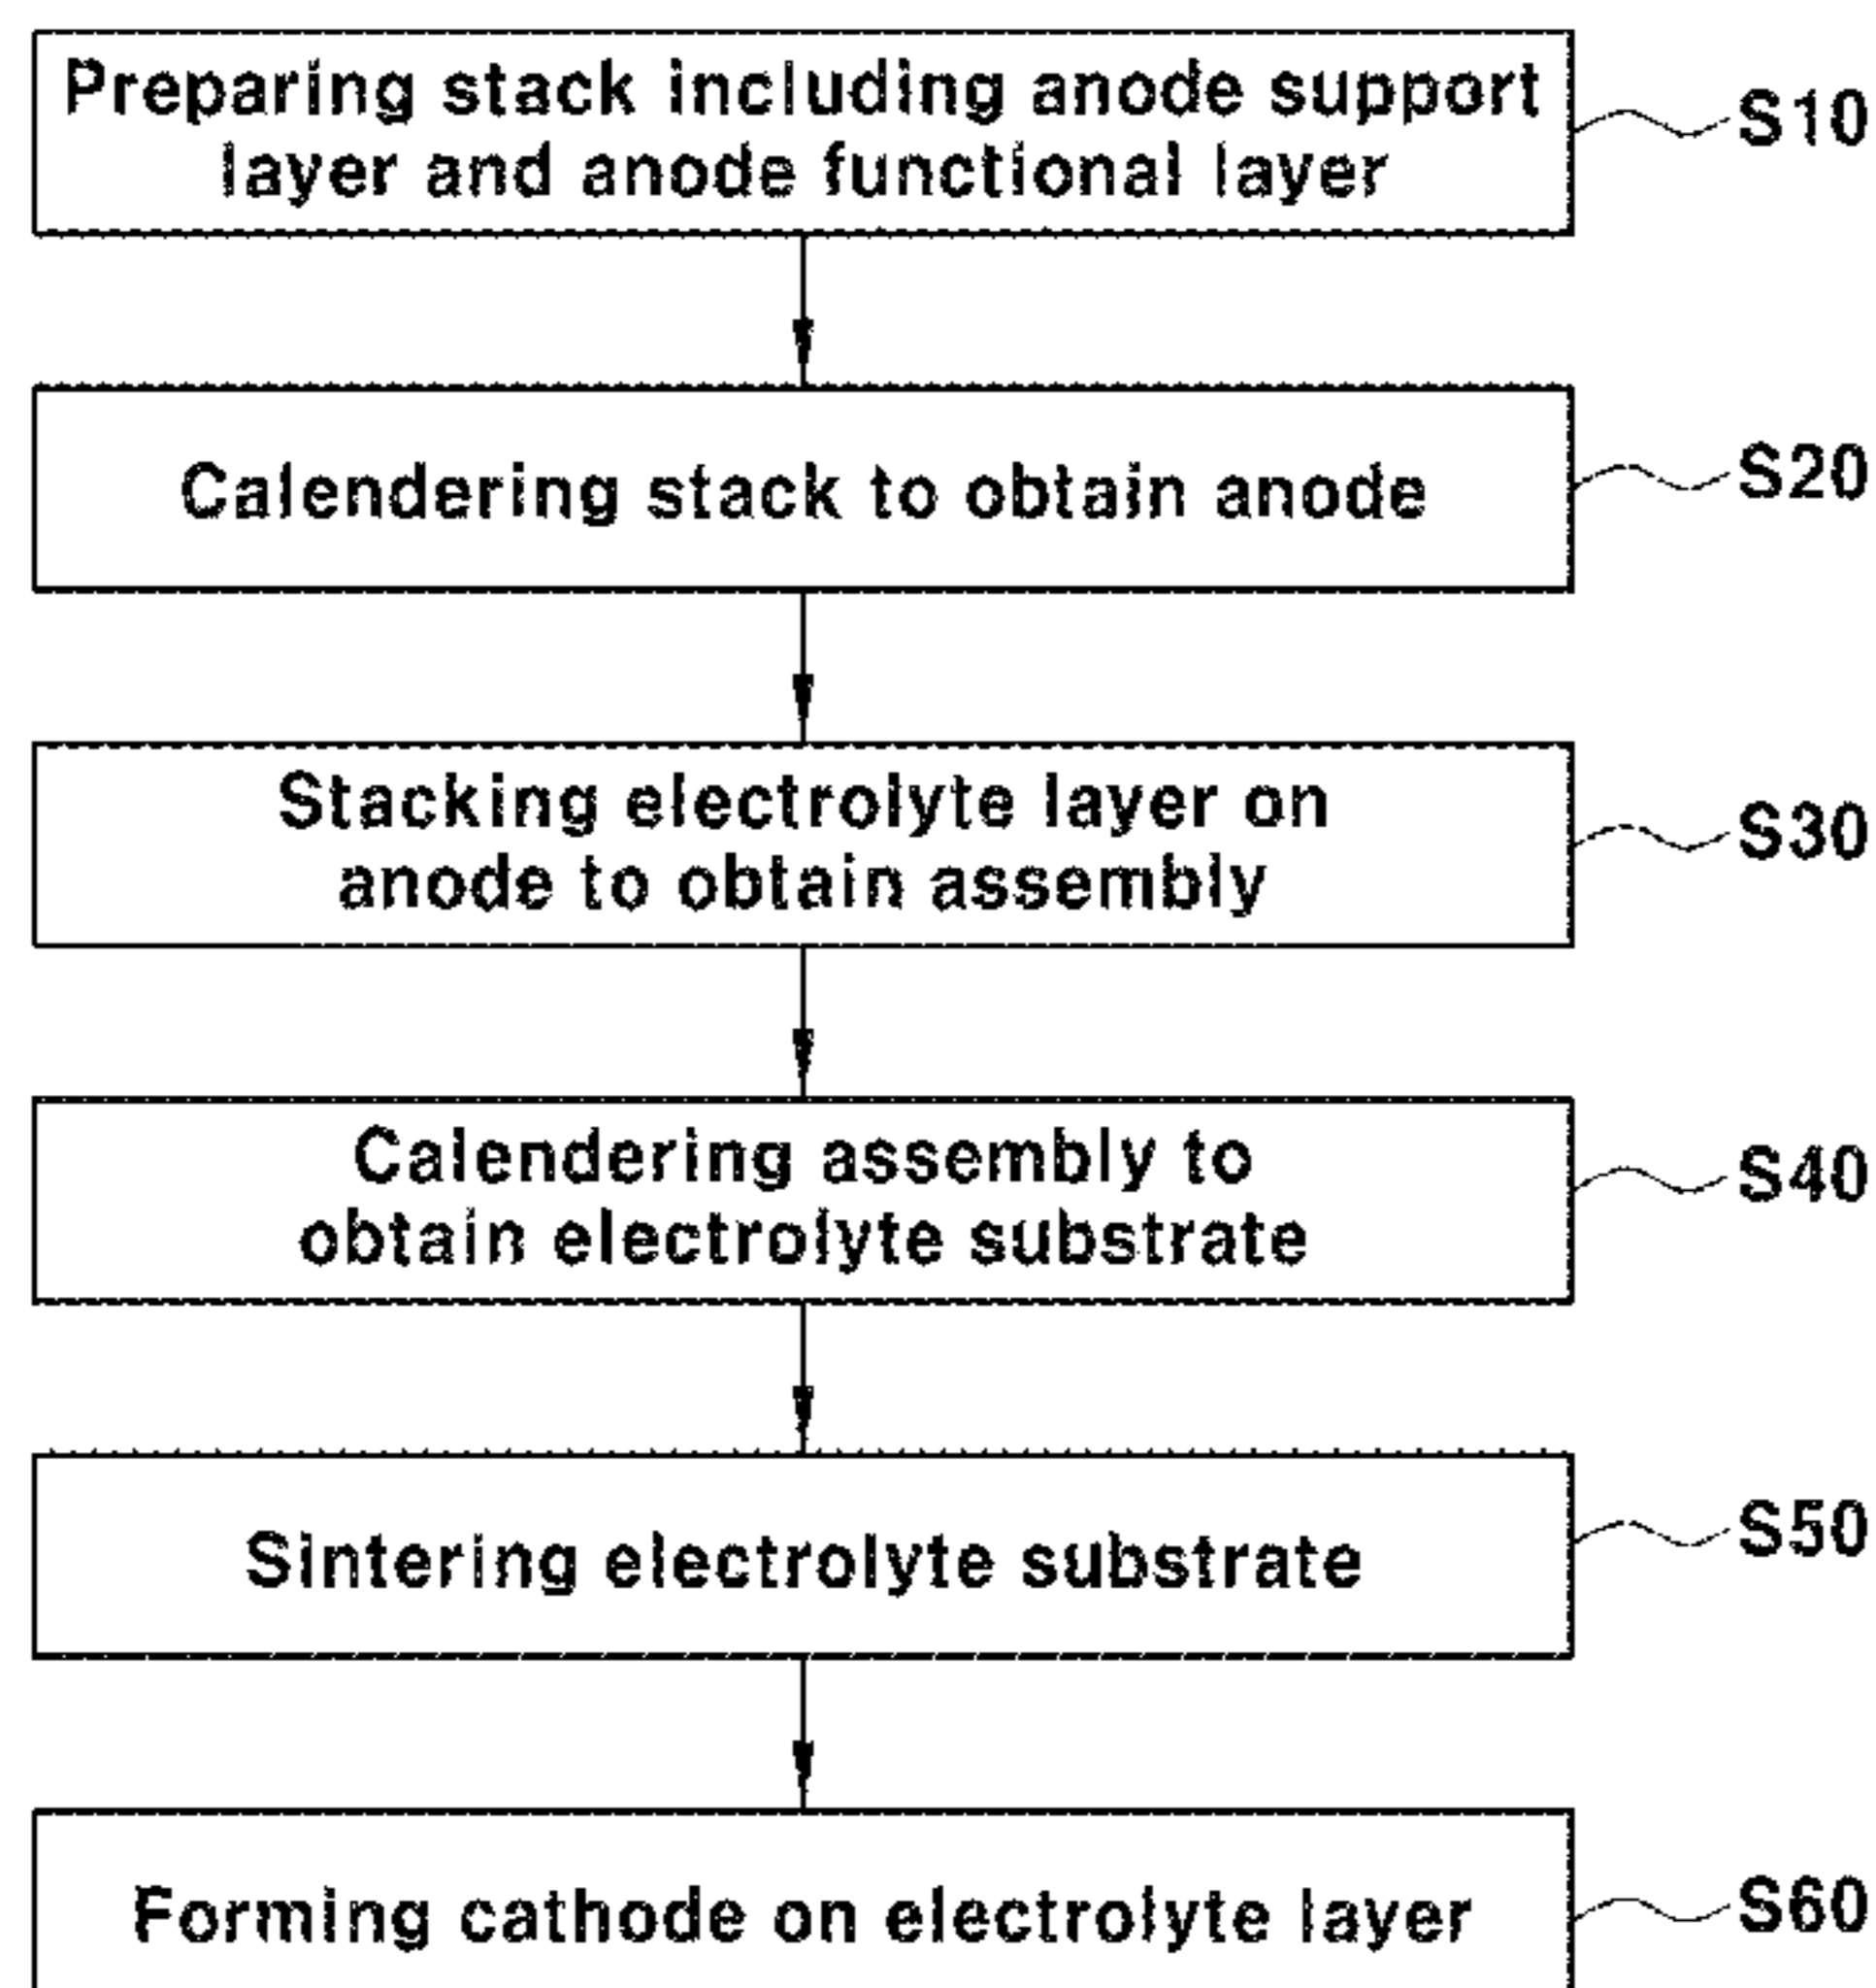 Preparing stack including anode support
layer and anode functional layer
S10
Calendering stack to obtain anode
S20
Stacking electrolyte layer on
anode to obtain assembly
S30
Calendering assembly to
obtain electrolyte substrate
S40
Sintering electrolyte substrate
S50
Forming cathode on electrolyte layer
S60